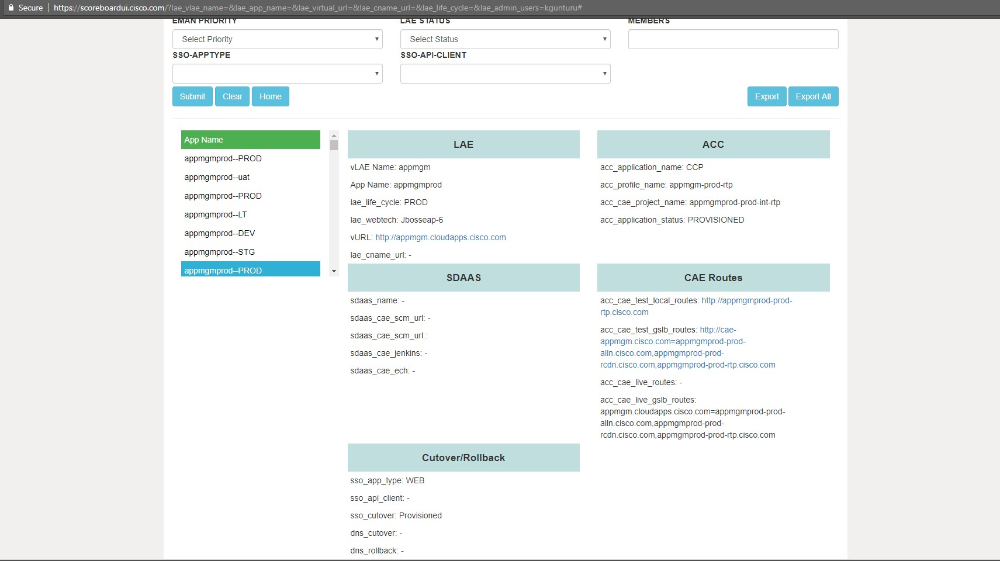 Secure | https://scoreboardui.cisco.com/?lae_vlae_name=&lae_app_name=&lae_virtual_url=&lae_cname_url=&lae_life_cycle=&lae_admin_users=kgunturu#
EMAN PRIORITY LAE STATUS MEMBERS
Select Priority Select Status
SSO-APPTYPE SSO-API-CLIENT
Submit Clear Home Export Export All
App Name
appmgmprod--PROD
appmgmprod--uat
appmgmprod--PROD
appmgmprod--LT
appmgmprod--DEV
appmgmprod--STG
appmgmprod--PROD
LAE
vLAE Name: appmgm
App Name: appmgmprod
lae_life_cycle: PROD
lae_webtech: Jbosseap-6
vURL: http://appmgm.cloudapps.cisco.com
lae_cname_url: -
ACC
acc_application_name: CCP
acc_profile_name: appmgm-prod-rtp
acc_cae_project_name: appmgmprod-prod-int-rtp
acc_application_status: PROVISIONED
SDAAS
sdaas_name: -
sdaas_cae_scm_url: -
sdaas_cae_scm_url :
sdaas_cae_jenkins: -
sdaas_cae_ech: -
CAE Routes
acc_cae_test_local_routes: http://appmgmprod-prod-
rtp.cisco.com
acc_cae_test_gslb_routes: http://cae-
appmgm.cisco.com=appmgmprod-prod-
alln.cisco.com,appmgmprod-prod-
rcdn.cisco.com,appmgmprod-prod-rtp.cisco.com
acc_cae_live_routes: -
acc_cae_live_gslb_routes:
appmgm.cloudapps.cisco.com=appmgmprod-prod-
alln.cisco.com,appmgmprod-prod-
rcdn.cisco.com,appmgmprod-prod-rtp.cisco.com
Cutover/Rollback
sso_app_type: WEB
sso_api_client: -
sso_cutover: Provisioned
dns_cutover: -
dns_rollback: -